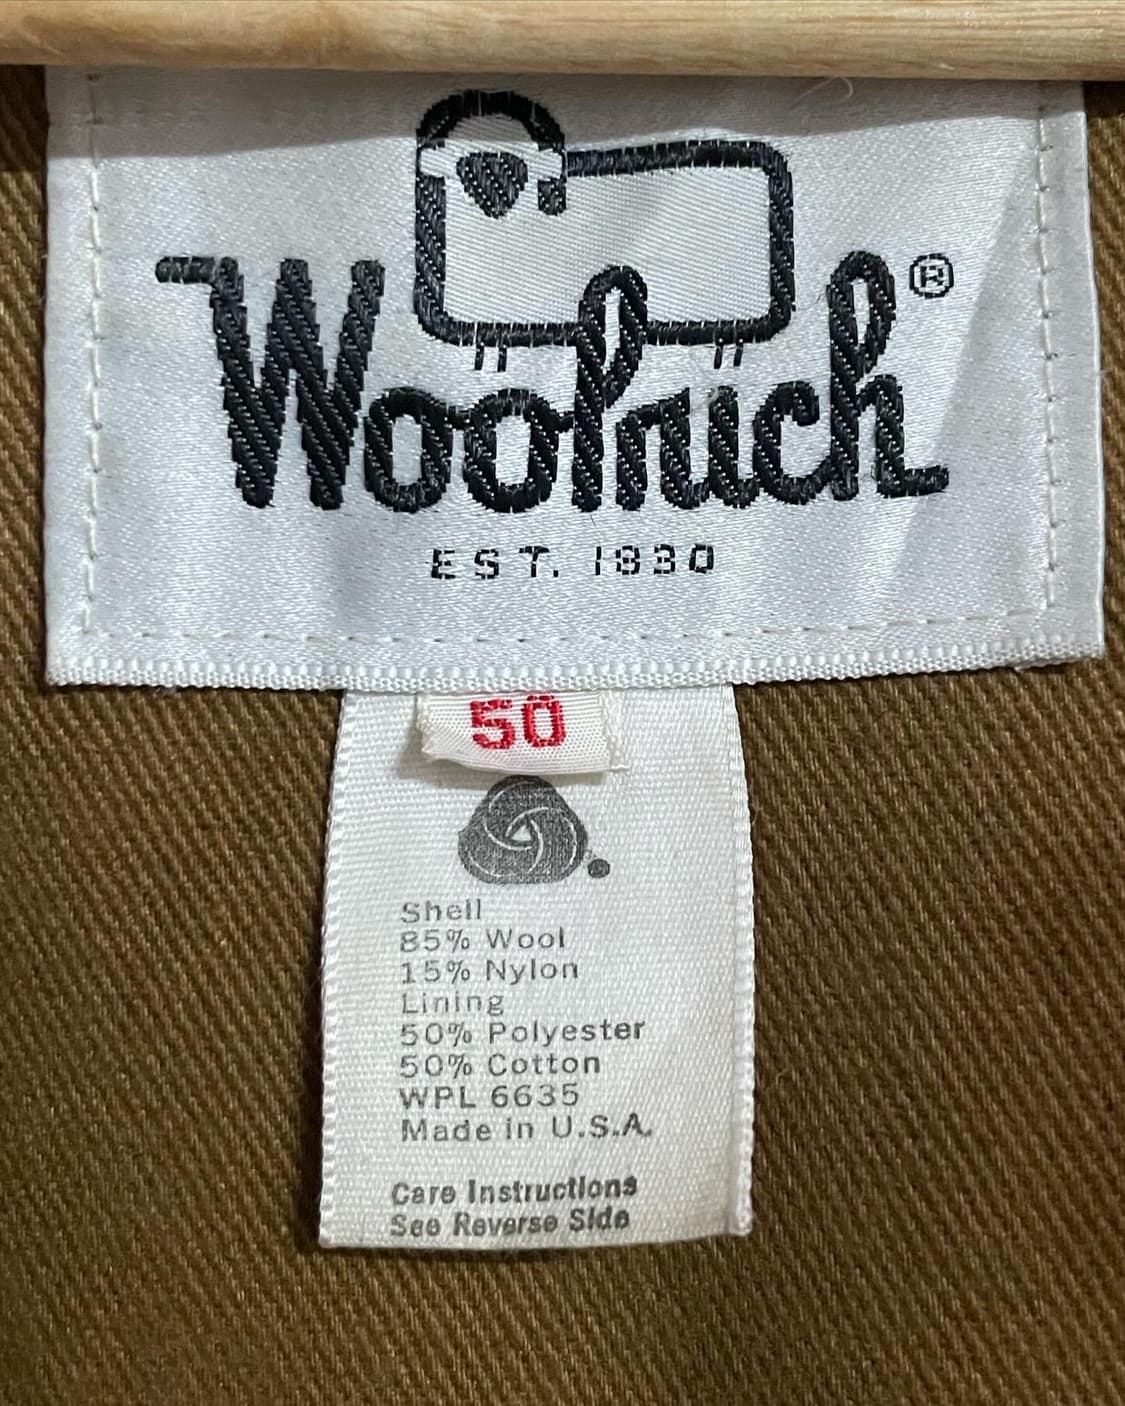 Woolrich®
EST. 1830
50
Shell
85% Wool
15% Nylon
Lining
50% Polyester
50% Cotton
WPL 6635
Made in U.S.A.
Care Instructions
See Reverse Side